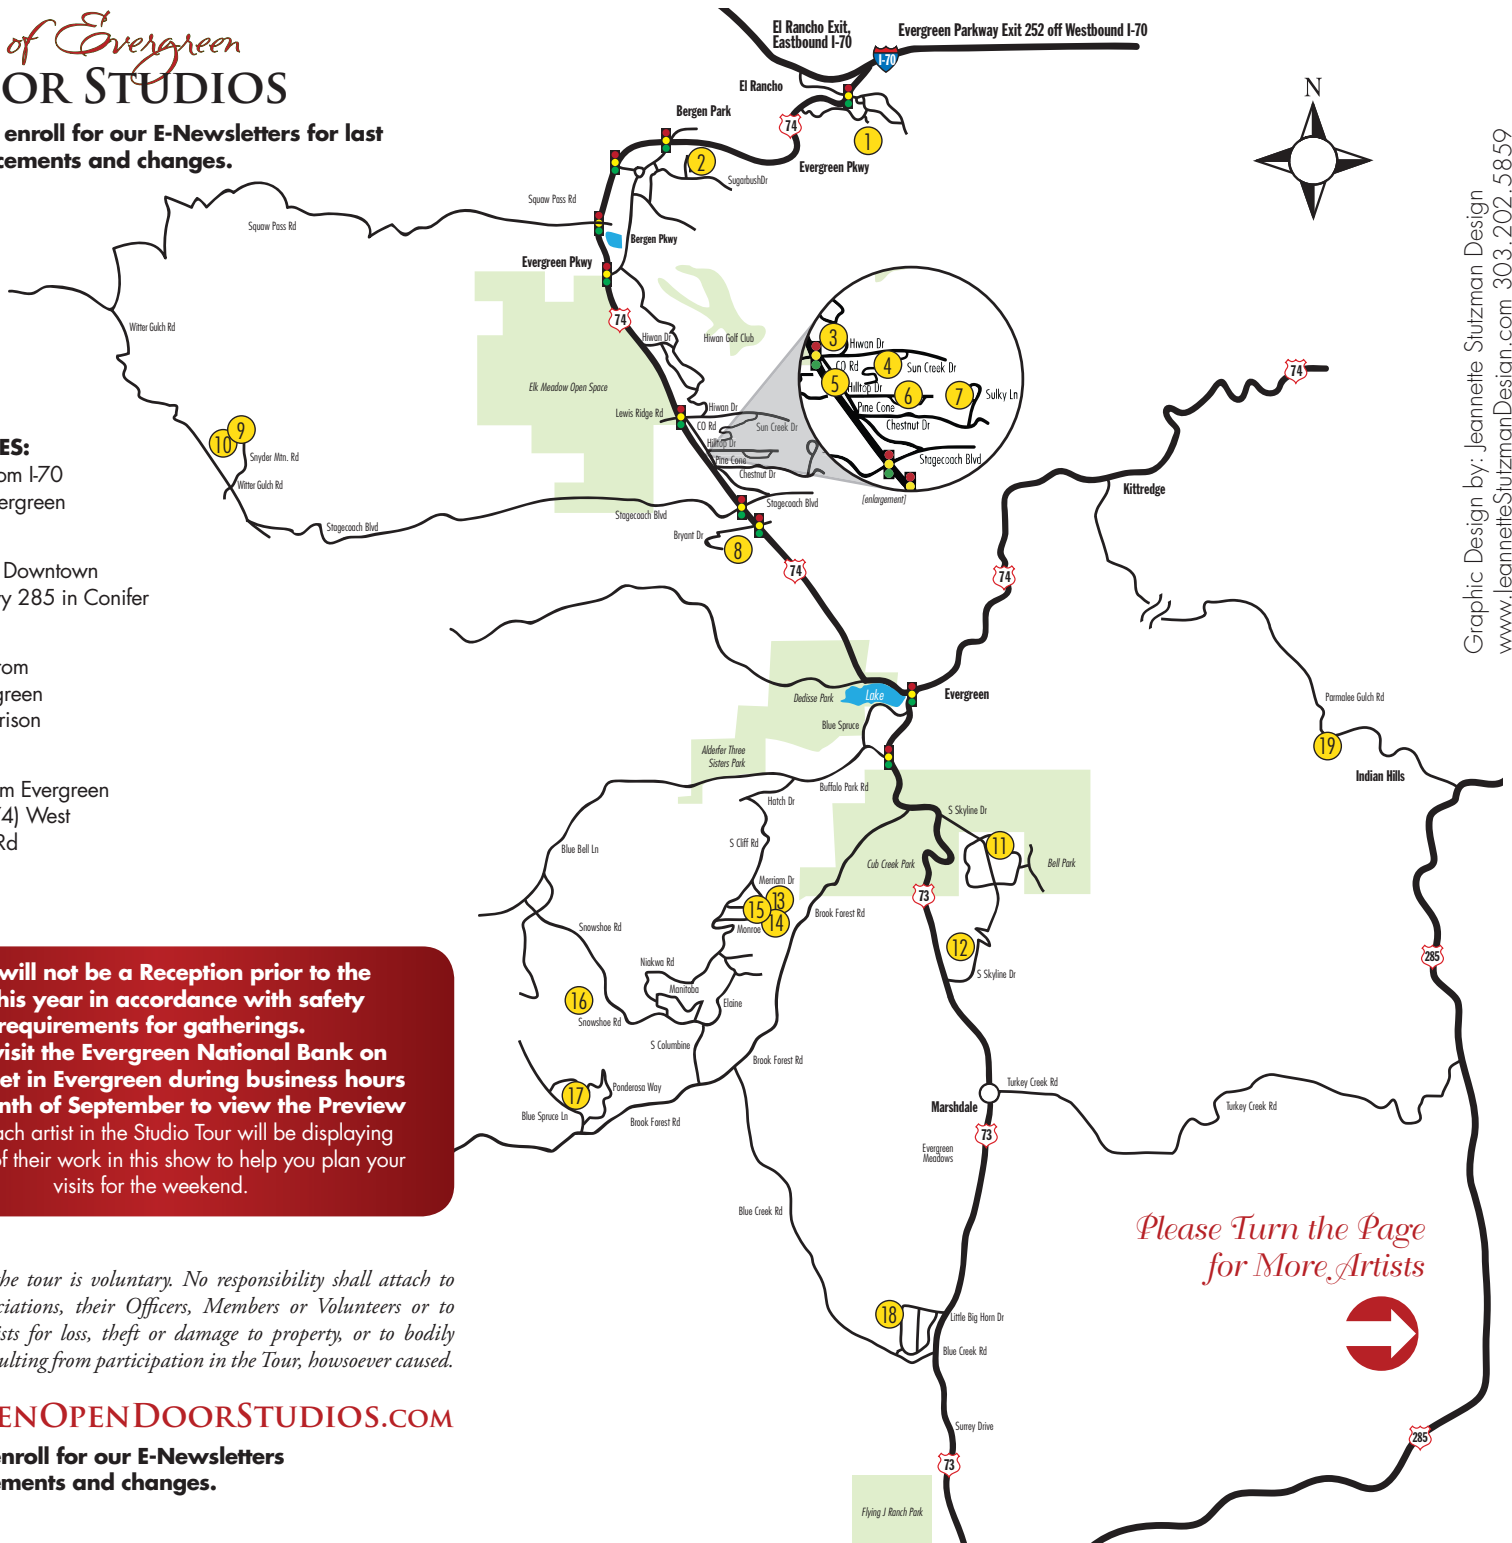 of Evergreen
OR STUDIOS
enroll for our E-Newsletters for last
cements and changes.
ES:
om I-70
vergreen
Downtown
y 285 in Conifer
rom
green
rrison
m Evergreen
74) West
Rd
will not be a Reception prior to the
his year in accordance with safety
requirements for gatherings.
visit the Evergreen National Bank on
et in Evergreen during business hours
nth of September to view the Preview
ach artist in the Studio Tour will be displaying
of their work in this show to help you plan your
visits for the weekend.
he tour is voluntary. No responsibility shall attach to
ciations, their Officers, Members or Volunteers or to
ists for loss, theft or damage to property, or to bodily
ulting from participation in the Tour, howsoever caused.
ENOPENDOORSTUDIOS.COM
enroll for our E-Newsletters
ements and changes.
El Rancho Exit,
Eastbound I-70
Evergreen Parkway Exit 252 off Westbound I-70
I-70
El Rancho
Bergen Park
74
1
2
Evergreen Pkwy
SugarbushDr
N
Squaw Pass Rd
Squaw Pass Rd
Bergen Pkwy
Evergreen Pkwy
74
Witter Gulch Rd
Hiwan Dr
Hiwan Golf Club
Elk Meadow Open Space
Lewis Ridge Rd
Hiwan Dr
CO Rd
Sun Creek Dr
Hilltop Dr
Pine Cone
Chestnut Dr
3
Hiwan Dr
CO Rd
4
Sun Creek Dr
5
Hilltop Dr
6
7
Sulky Ln
Pine Cone
Chestnut Dr
Stagecoach Blvd
[enlargement]
74
9
10
Snyder Mtn. Rd
Witter Gulch Rd
Stagecoach Blvd
Stagecoach Blvd
Stagecoach Blvd
Bryant Dr
8
74
Kittredge
74
Dedisse Park
Lake
Evergreen
Blue Spruce
Alderfer Three
Sisters Park
Parmalee Gulch Rd
19
Indian Hills
Buffalo Park Rd
Hatch Dr
S Skyline Dr
S Cliff Rd
Blue Bell Ln
11
Cub Creek Park
Bell Park
Merriam Dr
73
13
15
14
Monroe
Brook Forest Rd
Snowshoe Rd
12
S Skyline Dr
285
Niakwa Rd
Manitoba
Elaine
16
Snowshoe Rd
S Columbine
Brook Forest Rd
17
Ponderosa Way
Blue Spruce Ln
Brook Forest Rd
Turkey Creek Rd
Marshdale
Turkey Creek Rd
73
Evergreen
Meadows
Blue Creek Rd
Please Turn the Page
for More Artists
18
Little Big Horn Dr
Blue Creek Rd
Surrey Drive
285
73
Flying J Ranch Park
Graphic Design by: Jeannette Stutzman Design
www.JeannetteStutzmanDesign.com 303.202.5859